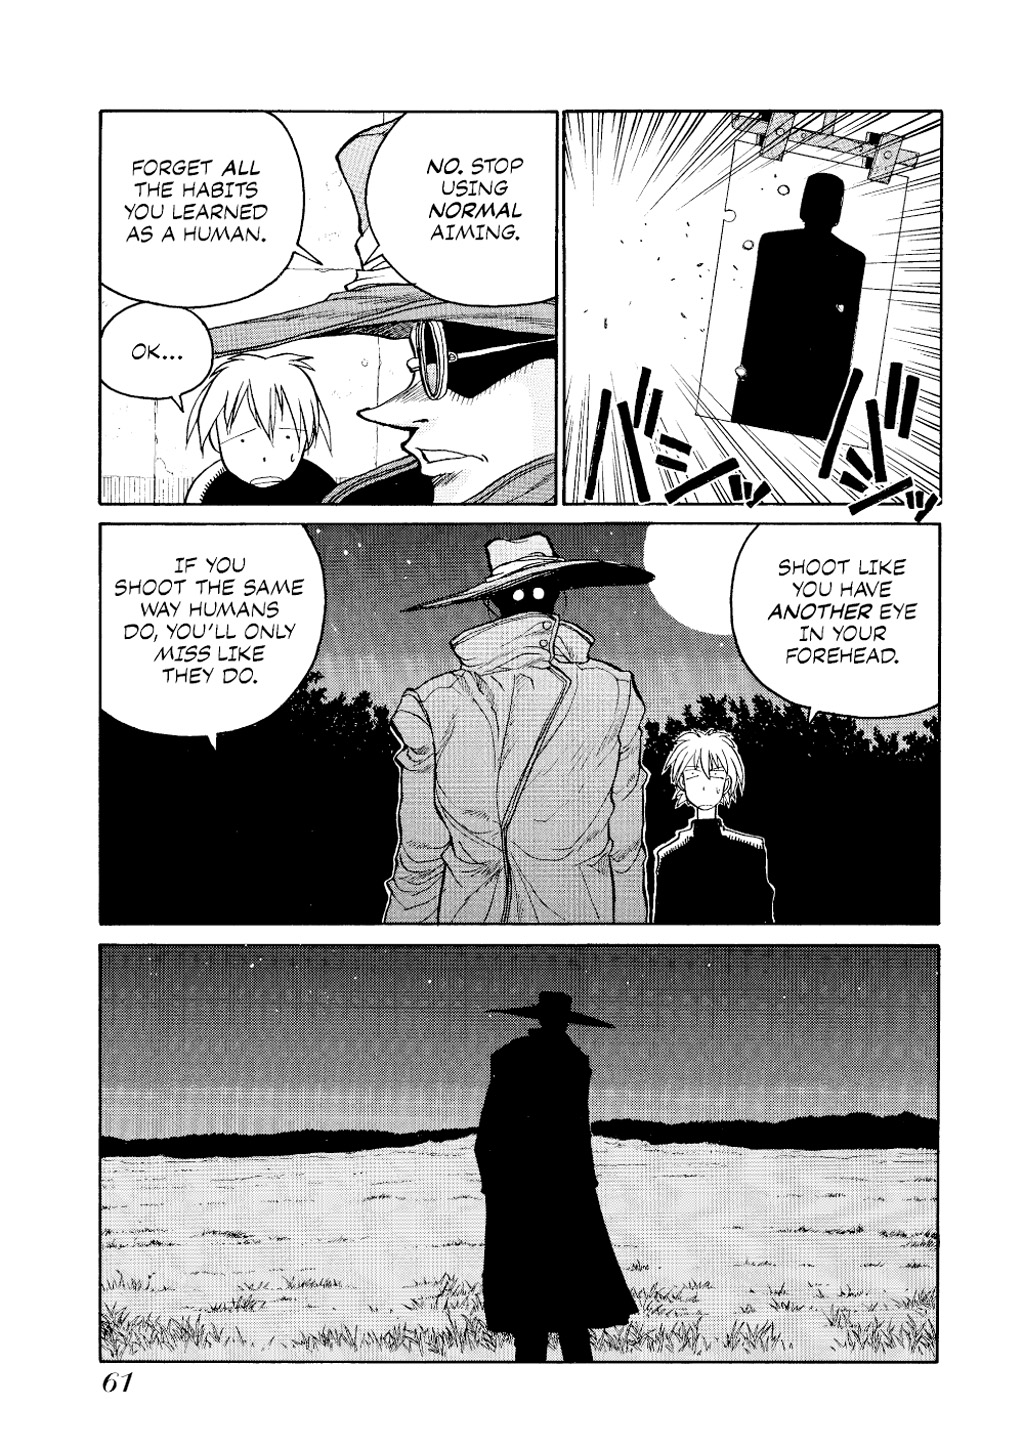 NO. STOP
USING
NORMAL
AIMING.
FORGET ALL
THE HABITS
YOU LEARNED
AS A HUMAN.
OK...
SHOOT LIKE
YOU HAVE
ANOTHER EYE
IN YOUR
FOREHEAD.
IF YOU
SHOOT THE SAME
WAY HUMANS
DO, YOU'LL ONLY
MISS LIKE
THEY DO.
61